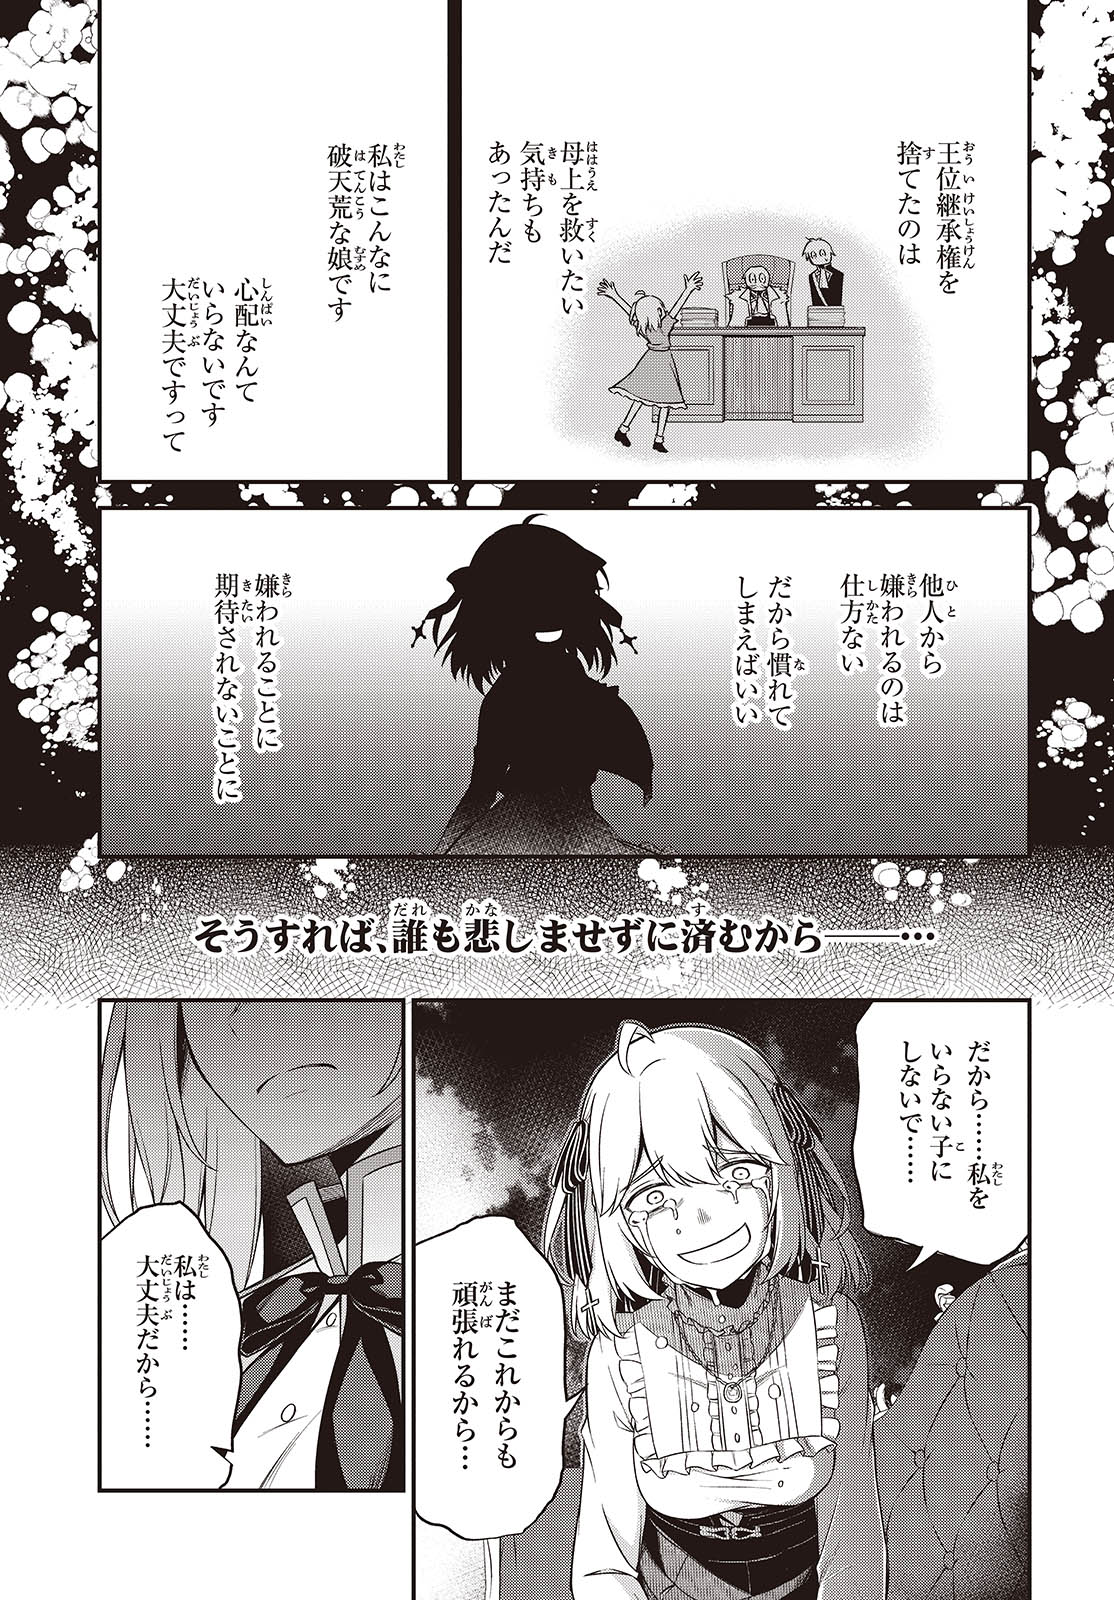 王位継承権を
捨てたのは
母上を救いたい
気持ちも
あったんだ
私はこんなに
破天荒な娘です
心配なんて
いらないです
大丈夫ですって
他人から
嫌われるのは
仕方ない
だから慣れて
しまえばいい
嫌われることに
期待されないことに
そうすれば、誰も悲しませずに済むから――…
だから……私を
いらない子に
しないで……
まだこれからも
頑張れるから…
私は……
大丈夫だから……